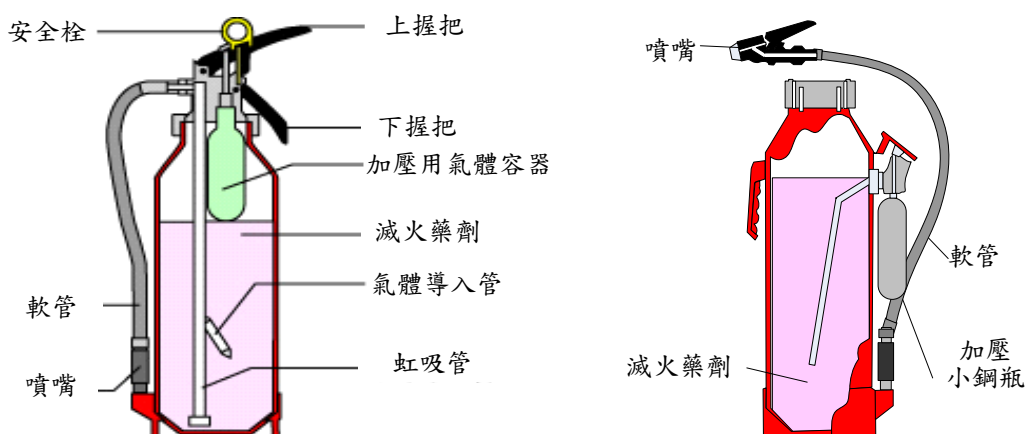 安全栓
上握把
下握把
加壓用氣體容器
滅火藥劑
氣體導入管
軟管
虹吸管
噴嘴
噴嘴
軟管
滅火藥劑
加壓
小鋼瓶